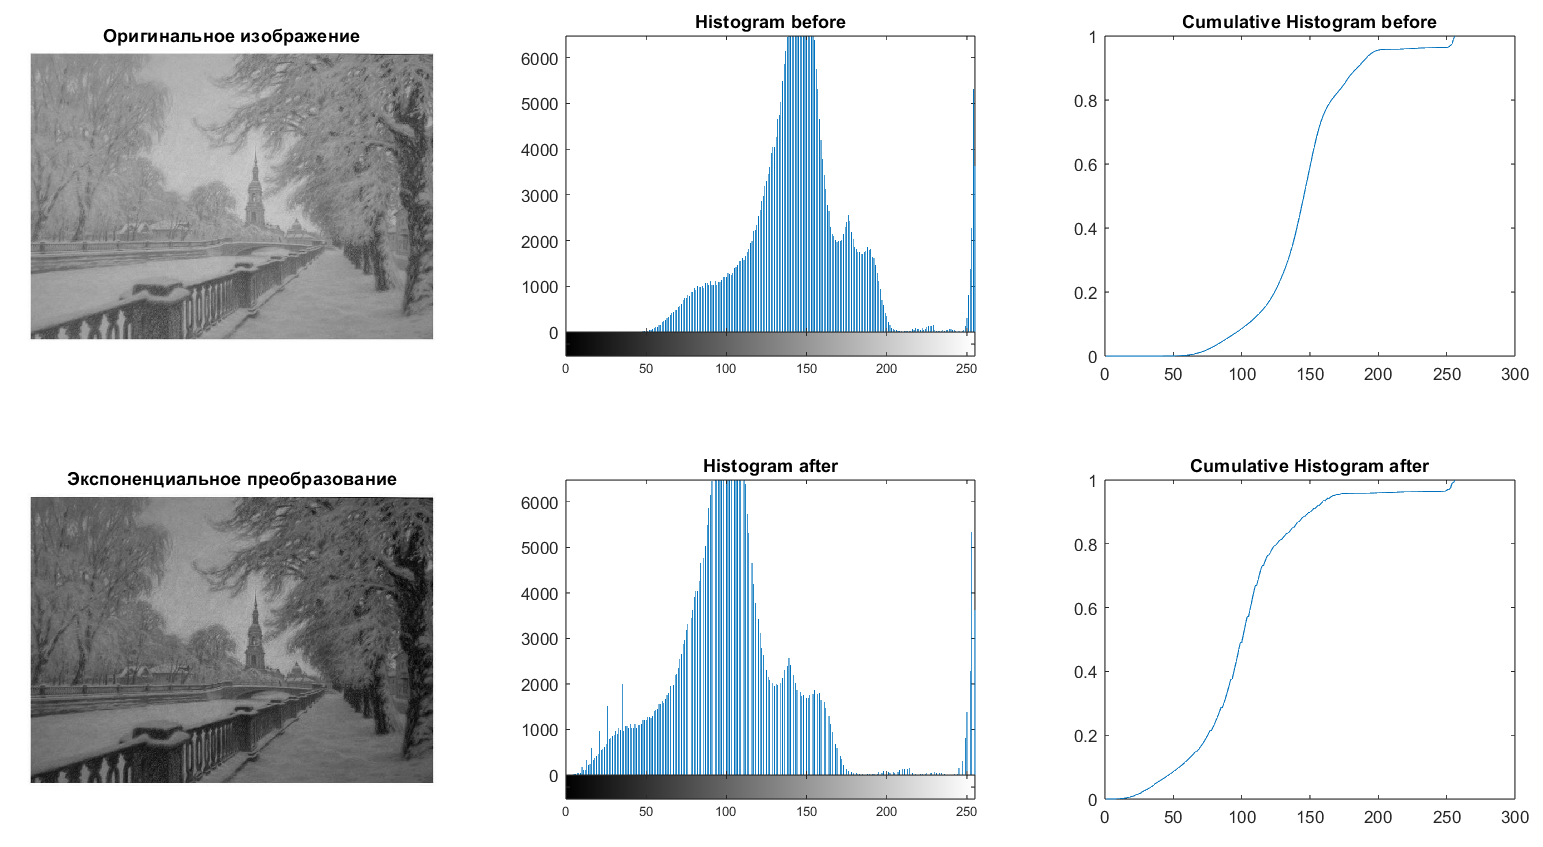 Оригинальное изображение
Histogram before
6000
5000
4000
3000
2000
1000
0
0 50 100 150 200 250
Cumulative Histogram before
1
0.8
0.6
0.4
0.2
0
0 50 100 150 200 250 300
Экспоненциальное преобразование
Histogram after
6000
5000
4000
3000
2000
1000
0
0 50 100 150 200 250
Cumulative Histogram after
1
0.8
0.6
0.4
0.2
0
0 50 100 150 200 250 300